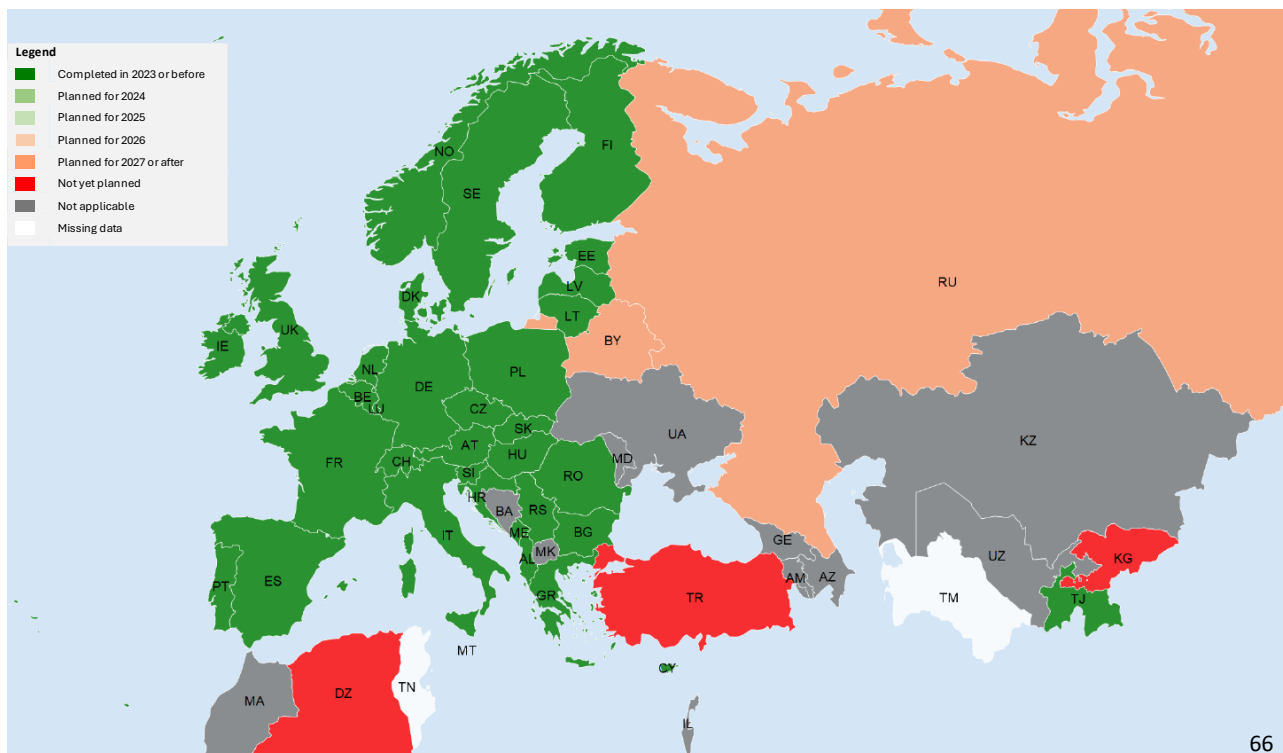 Legend
Completed in 2023 or before
Planned for 2024
Planned for 2025
Planned for 2026
Planned for 2027 or after
Not yet planned
Not applicable
Missing data
NO
FI
SE
EE
LV
DK
LT
RU
UK
IE
BY
NL
PL
DE
BE
LU
CZ
SK
UA
KZ
AT
HU
FR
CH
MD
SI
RO
HR
BA
RS
IT
ME
BG
GE
MK
AL
UZ
KG
AM
AZ
PT
ES
GR
TR
TM
TJ
MT
CY
MA
DZ
TN
IL
66